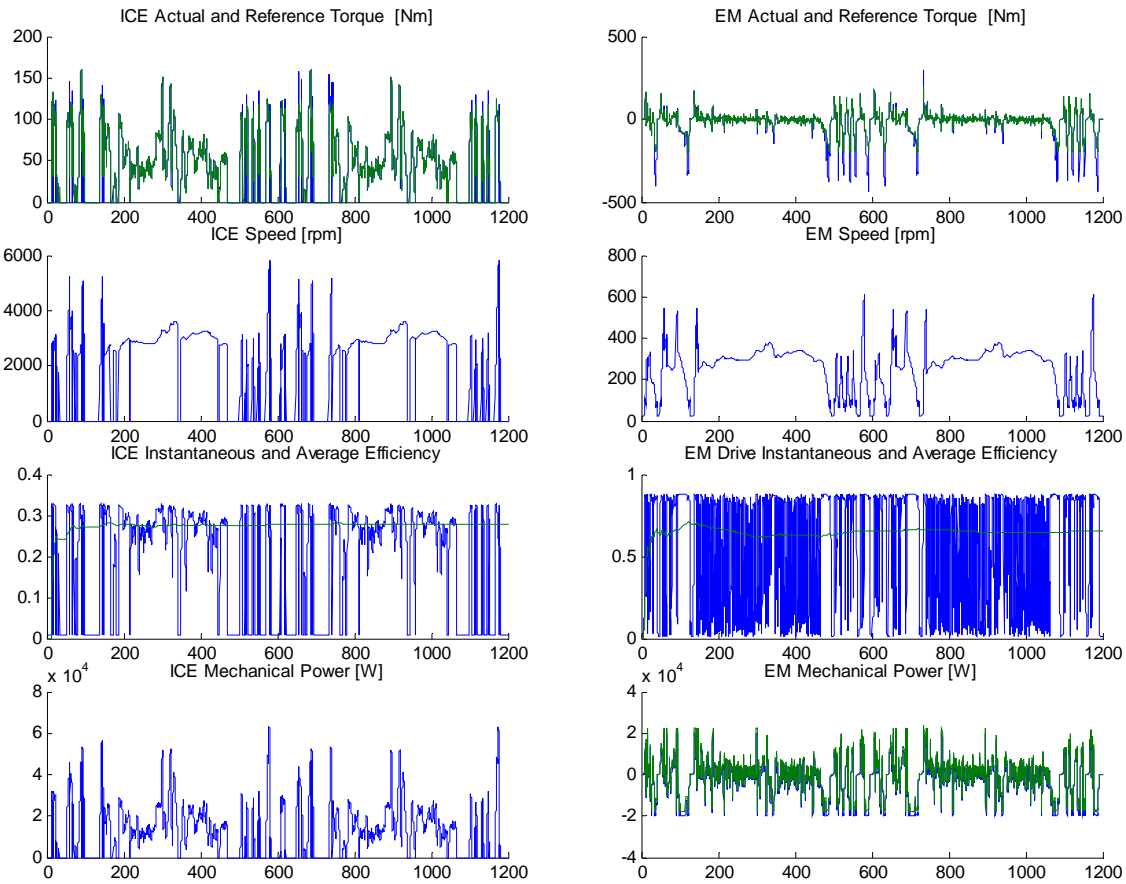 ICE Actual and Reference Torque [Nm]
200
150
100
50
0
0 200 400 600 800 1000 1200
ICE Speed [rpm]
6000
4000
2000
0
0 200 400 600 800 1000 1200
ICE Instantaneous and Average Efficiency
0.4
0.3
0.2
0.1
0
0 200 400 600 800 1000 1200
x 10^4
ICE Mechanical Power [W]
8
6
4
2
0
0 200 400 600 800 1000 1200
EM Actual and Reference Torque [Nm]
500
0
-500
0 200 400 600 800 1000 1200
EM Speed [rpm]
800
600
400
200
0
0 200 400 600 800 1000 1200
EM Drive Instantaneous and Average Efficiency
1
0.5
0
0 200 400 600 800 1000 1200
x 10^4
EM Mechanical Power [W]
4
2
0
-2
-4
0 200 400 600 800 1000 1200